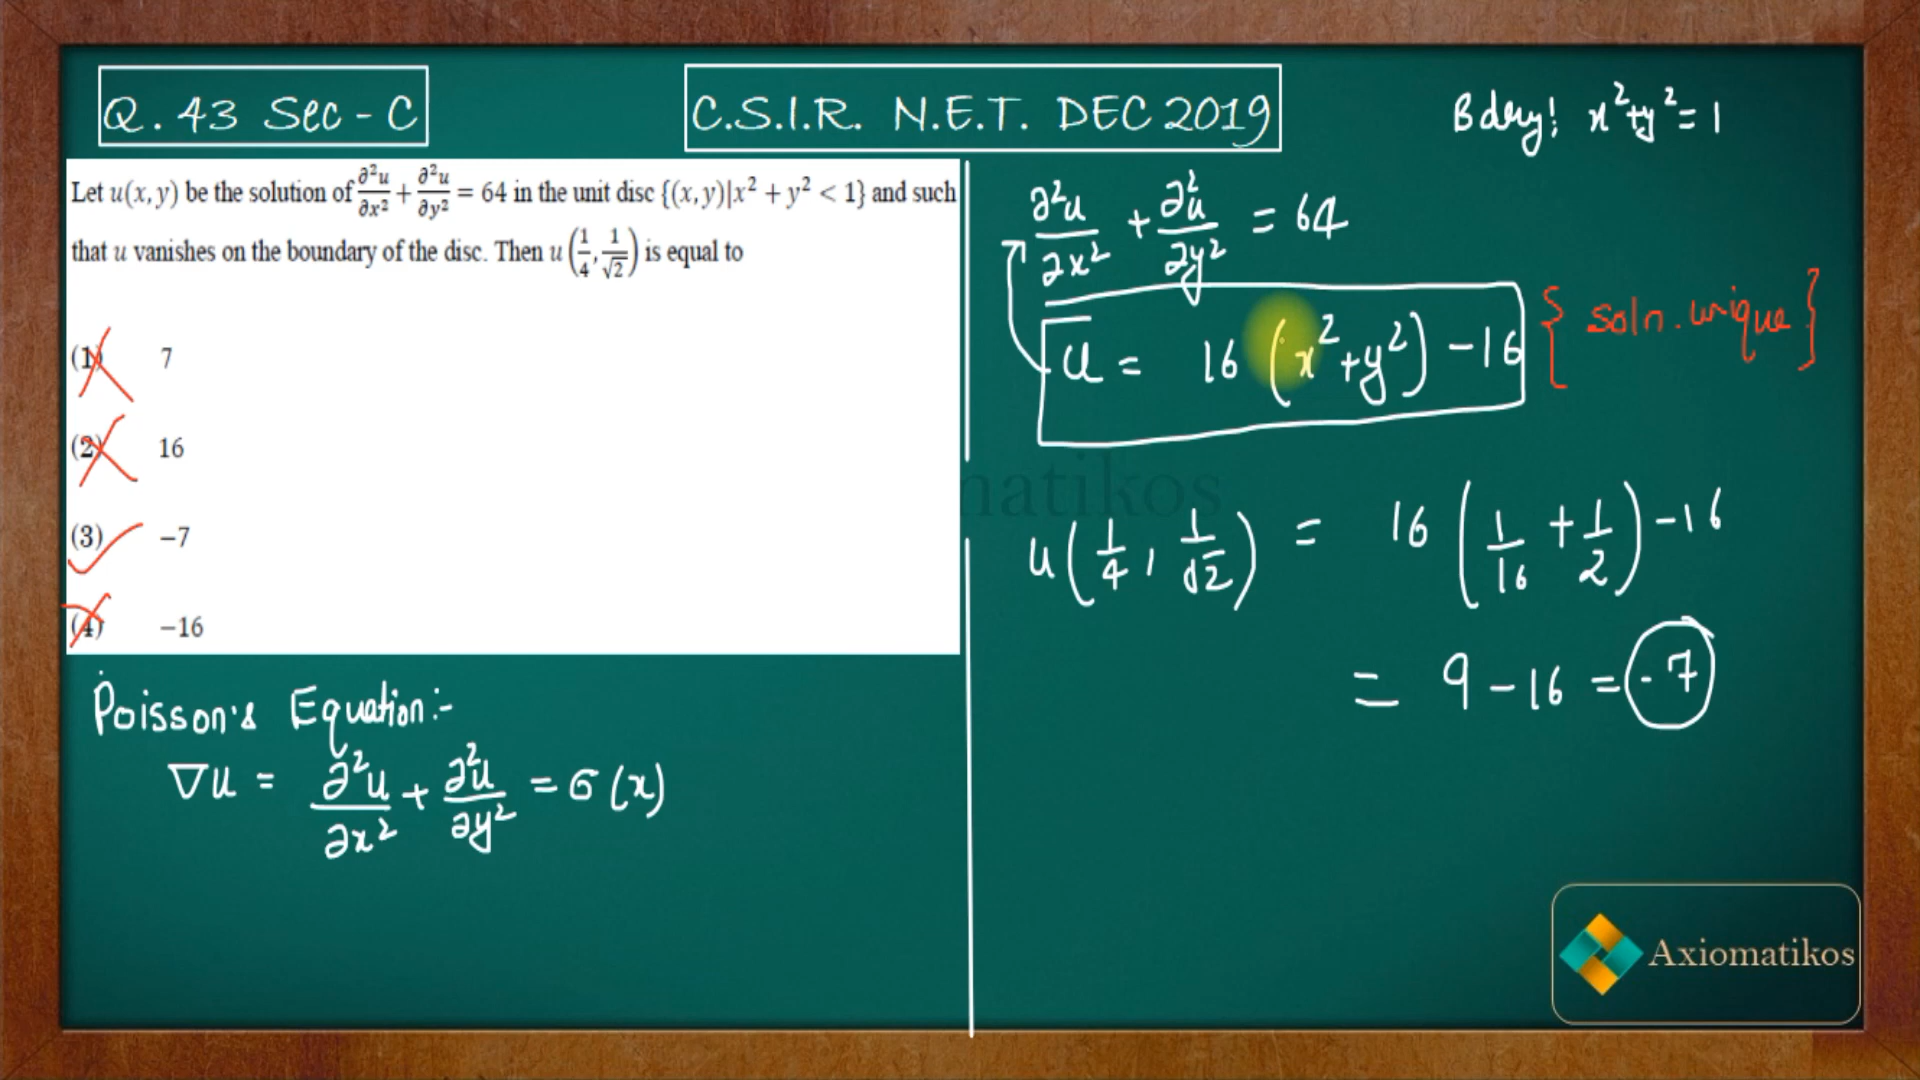 Q. 43 Sec - C
C.S.I.R. N.E.T. DEC 2019
Bdry: x²+y² = 1
Let u(x, y) be the solution of ∂²u/∂x² + ∂²u/∂y² = 64 in the unit disc {(x, y)|x² + y² < 1} and such
that u vanishes on the boundary of the disc. Then u (1/4, 1/√2) is equal to
(1) 7
(2) 16
(3) −7
(4) −16
Poisson's Equation:-
∇u = ∂²u/∂x² + ∂²u/∂y² = σ(x)
∂²u/∂x² + ∂²u/∂y² = 64
u = 16 (x²+y²) −16
{ soln. unique }
matikos
u(1/4, 1/√2) = 16 (1/16 + 1/2) −16
= 9 − 16 = -7
Axiomatikos